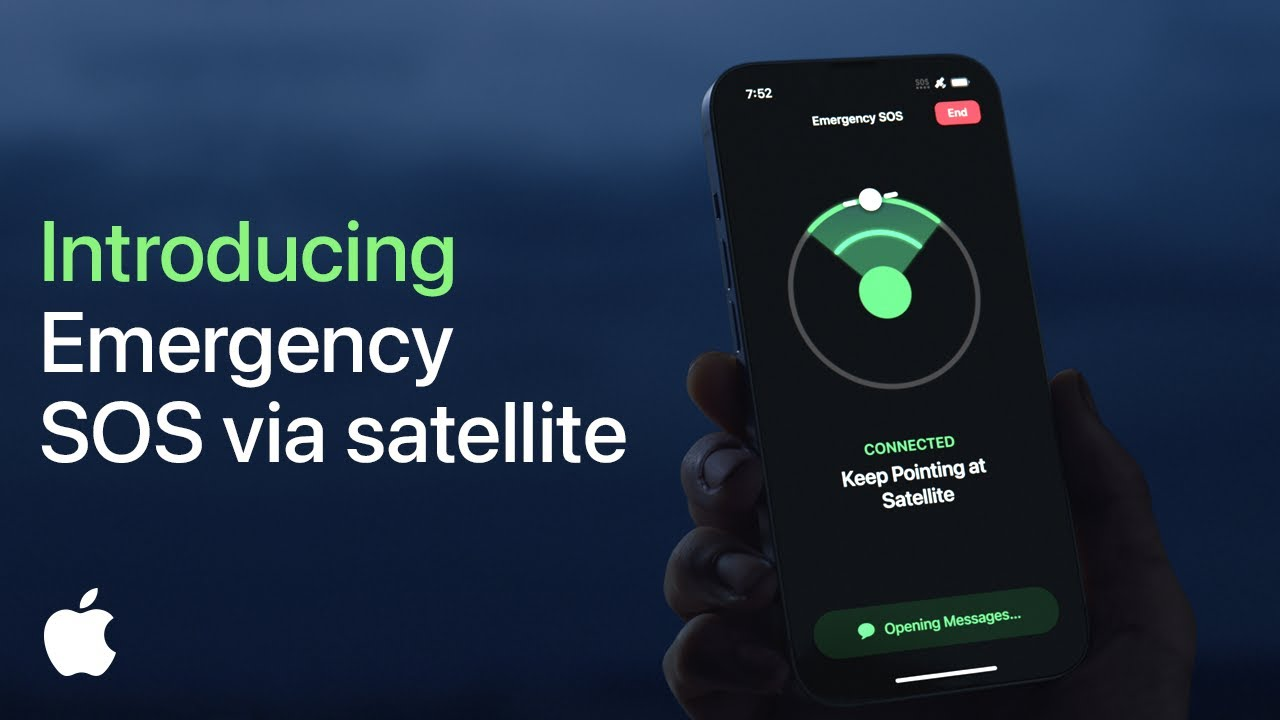 Introducing
Emergency
SOS via satellite
7:52
SOS
Emergency SOS
End
CONNECTED
Keep Pointing at
Satellite
Opening Messages...